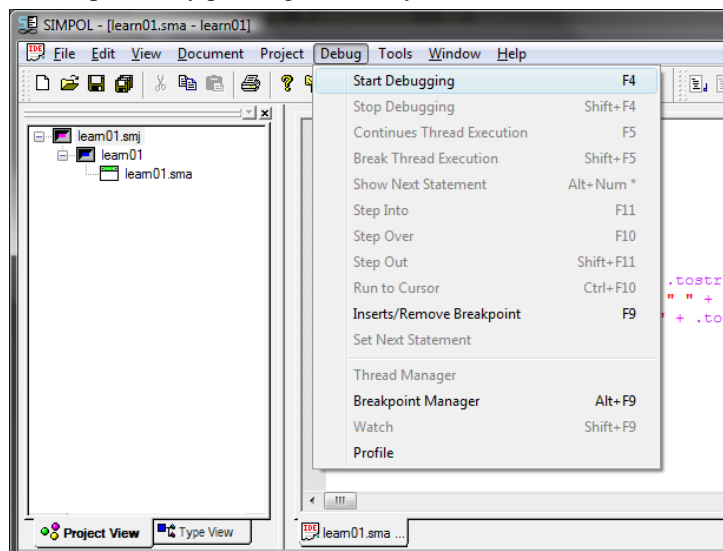 SIMPOL - [learn01.sma - learn01]
File Edit View Document Project Debug Tools Window Help
Start Debugging F4
Stop Debugging Shift+F4
Continues Thread Execution F5
Break Thread Execution Shift+F5
Show Next Statement Alt+Num *
Step Into F11
Step Over F10
Step Out Shift+F11
Run to Cursor Ctrl+F10
Inserts/Remove Breakpoint F9
Set Next Statement
Thread Manager
Breakpoint Manager Alt+F9
Watch Shift+F9
Profile
learn01.smj
learn01
learn01.sma
.tostr
" " +
" + .to
Project View Type View
learn01.sma ...